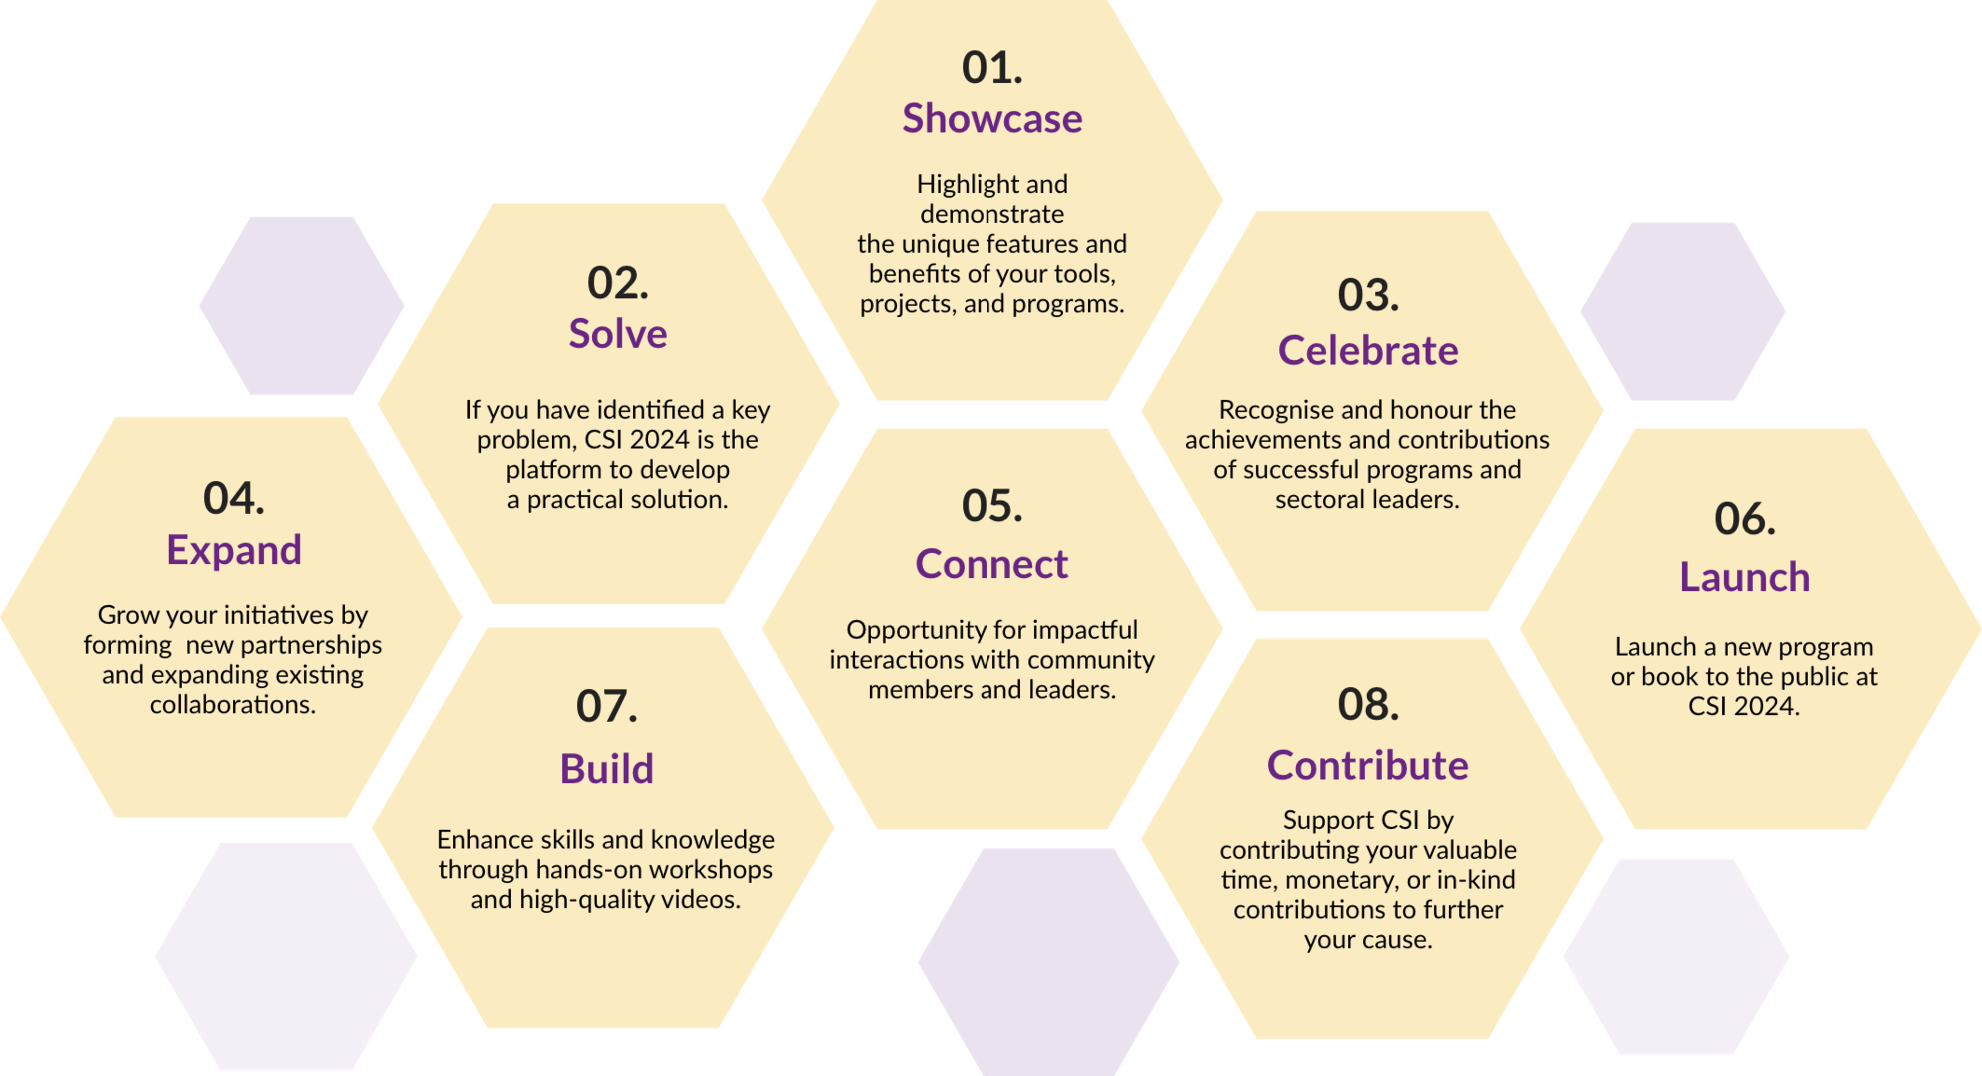 01.
Showcase
Highlight and
demonstrate
the unique features and
benefits of your tools,
projects, and programs.
02.
Solve
If you have identified a key
problem, CSI 2024 is the
platform to develop
a practical solution.
03.
Celebrate
Recognise and honour the
achievements and contributions
of successful programs and
sectoral leaders.
04.
Expand
Grow your initiatives by
forming  new partnerships
and expanding existing
collaborations.
05.
Connect
Opportunity for impactful
interactions with community
members and leaders.
06.
Launch
Launch a new program
or book to the public at
CSI 2024.
07.
Build
Enhance skills and knowledge
through hands-on workshops
and high-quality videos.
08.
Contribute
Support CSI by
contributing your valuable
time, monetary, or in-kind
contributions to further
your cause.